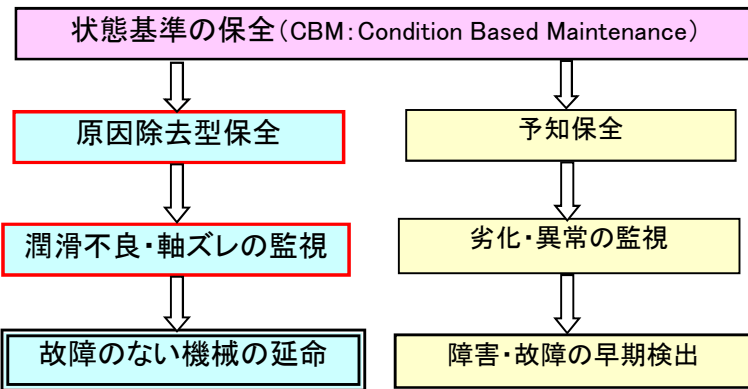 状態基準の保全(CBM:Condition Based Maintenance)
原因除去型保全
予知保全
潤滑不良・軸ズレの監視
劣化・異常の監視
故障のない機械の延命
障害・故障の早期検出